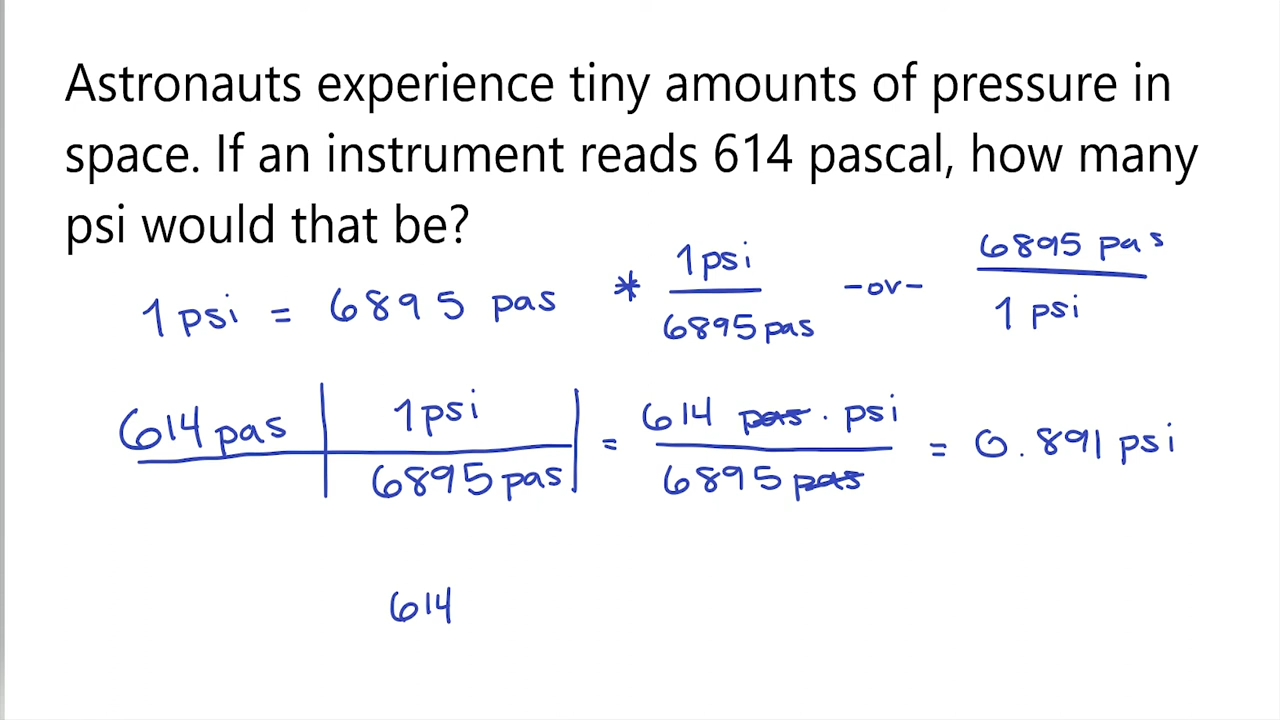 Astronauts experience tiny amounts of pressure in
space. If an instrument reads 614 pascal, how many
psi would that be?
1 psi = 6895 pas * 1 psi / 6895 pas -or- 6895 pas / 1 psi
614 pas | 1 psi / 6895 pas | = 614 pas · psi / 6895 pas = 0.891 psi
614